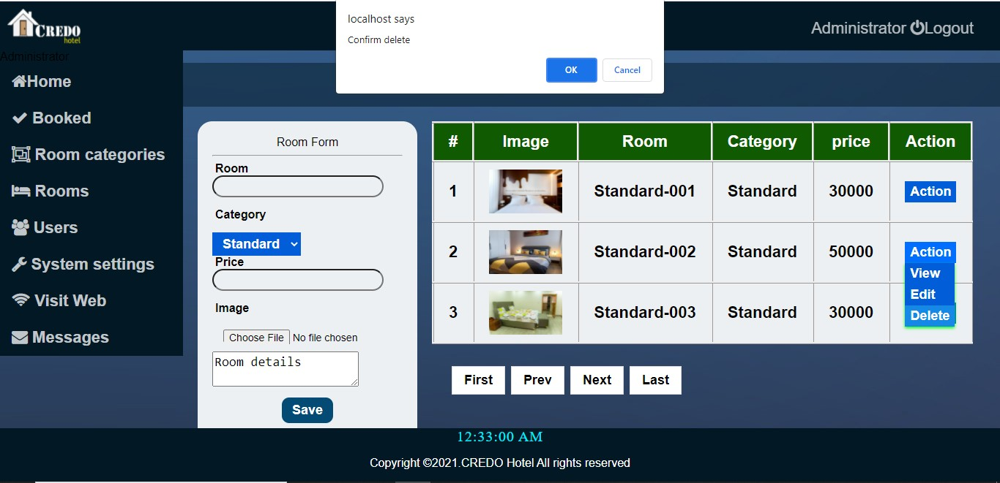 localhost says
Confirm delete
OK
Cancel
CREDO
hotel
Administrator Logout
Administrator
Home
Booked
Room categories
Rooms
Users
System settings
Visit Web
Messages
Room Form
Room
Category
Standard
Price
Image
Choose File No file chosen
Room details
Save
# Image Room Category price Action
1 Standard-001 Standard 30000 Action
2 Standard-002 Standard 50000 Action
View
Edit
3 Standard-003 Standard 30000
Delete
First Prev Next Last
12:33:00 AM
Copyright ©2021.CREDO Hotel All rights reserved